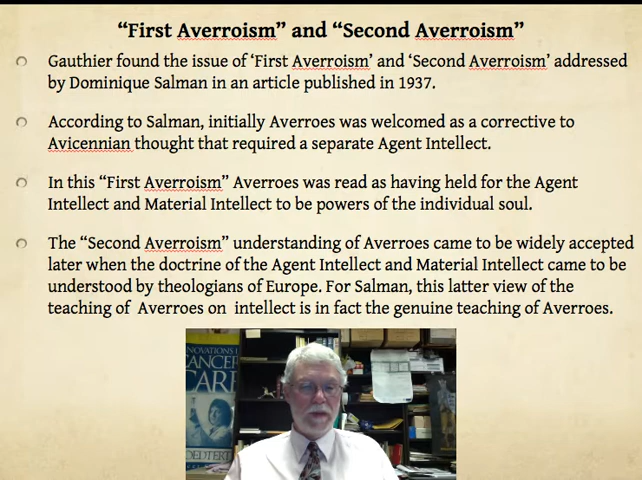 “First Averroism” and “Second Averroism”
Gauthier found the issue of ‘First Averroism’ and ‘Second Averroism’ addressed
by Dominique Salman in an article published in 1937.
According to Salman, initially Averroes was welcomed as a corrective to
Avicennian thought that required a separate Agent Intellect.
In this “First Averroism” Averroes was read as having held for the Agent
Intellect and Material Intellect to be powers of the individual soul.
The “Second Averroism” understanding of Averroes came to be widely accepted
later when the doctrine of the Agent Intellect and Material Intellect came to be
understood by theologians of Europe. For Salman, this latter view of the
teaching of Averroes on intellect is in fact the genuine teaching of Averroes.